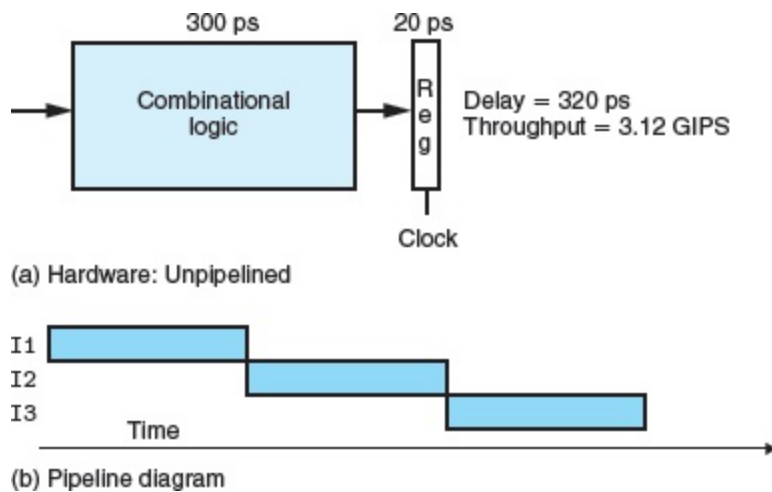 300 ps
20 ps
Combinational
logic
Reg
Delay = 320 ps
Throughput = 3.12 GIPS
Clock
(a) Hardware: Unpipelined
I1
I2
I3
Time
(b) Pipeline diagram